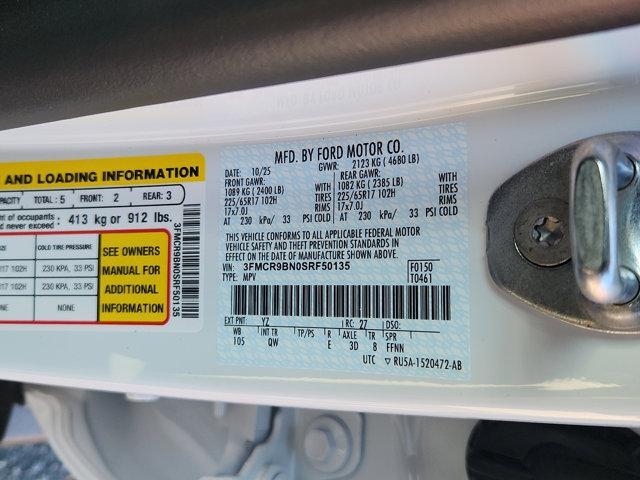 E AND LOADING INFORMATION
CAPACITY TOTAL: 5 FRONT: 2 REAR: 3
nt of occupants
never exceed: 413 kg or 912 lbs.
COLD TIRE PRESSURE
R17 102H 230 KPA, 33 PSI
R17 102H 230 KPA, 33 PSI
NONE NONE
SEE OWNERS
MANUAL FOR
ADDITIONAL
INFORMATION
3FMCR9BN0SRF50135
MFD. BY FORD MOTOR CO.
DATE: 10/25 GVWR: 2123 KG (4680 LB)
FRONT GAWR: REAR GAWR:
1089 KG (2400 LB) WITH 1082 KG (2385 LB) WITH
225/65R17 102H TIRES 225/65R17 102H TIRES
17x7.0J RIMS 17x7.0J RIMS
AT 230 kPa/ 33 PSI COLD AT 230 kPa/ 33 PSI COLD
THIS VEHICLE CONFORMS TO ALL APPLICABLE FEDERAL MOTOR
VEHICLE SAFETY STANDARDS IN EFFECT ON THE DATE OF
MANUFACTURE SHOWN ABOVE.
VIN: 3FMCR9BN0SRF50135 F0150
TYPE: MPV T0461
EXT PNT: YZ RC: 27 DSO:
WB INT TR TP/PS R AXLE TR SPR
105 QW E 3D 8 FFNN
UTC ▽ RU5A-1520472-AB